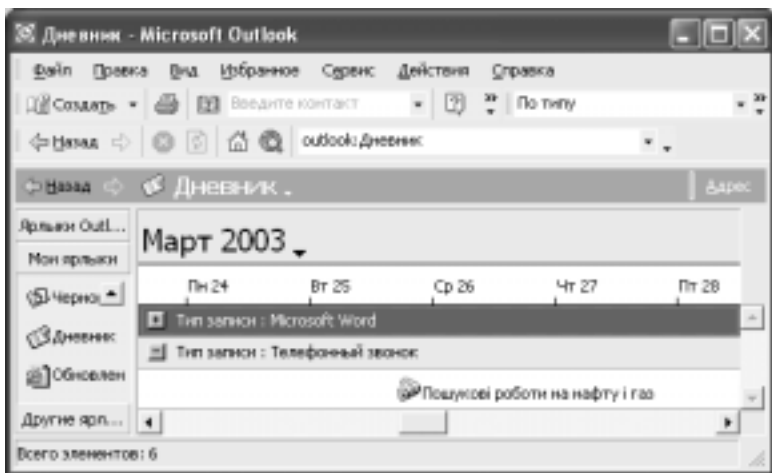 Дневник - Microsoft Outlook
Файл Правка Вид Избранное Сервис Действия Справка
Создать Введите контакт По типу
Назад outlook:Дневник
Назад Дневник Адрес
Ярлыки Outl...
Мои ярлыки
Март 2003
Пн 24 Вт 25 Ср 26 Чт 27 Пт 28
Чернов
Тип записи : Microsoft Word
Дневник
Тип записи : Телефонный звонок
Обновлен
Пошукові роботи на нафту і газ
Другие ярл...
Всего элементов: 6